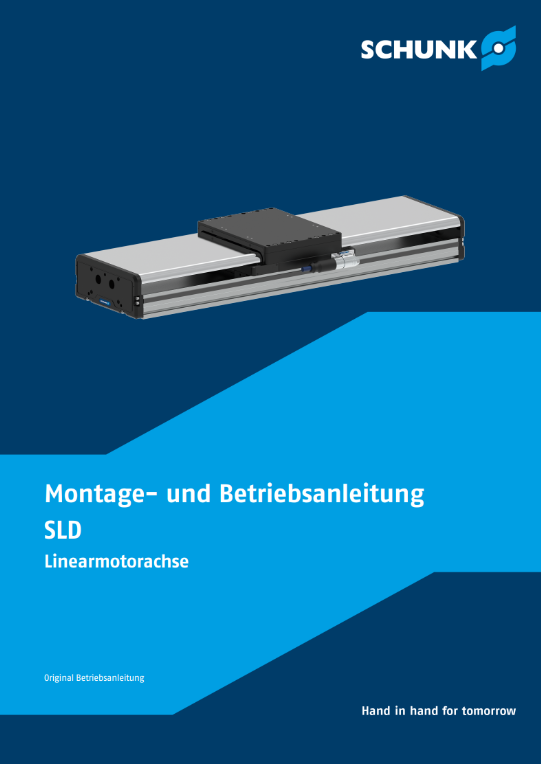 SCHUNK
Montage- und Betriebsanleitung
SLD
Linearmotorachse
Original Betriebsanleitung
Hand in hand for tomorrow